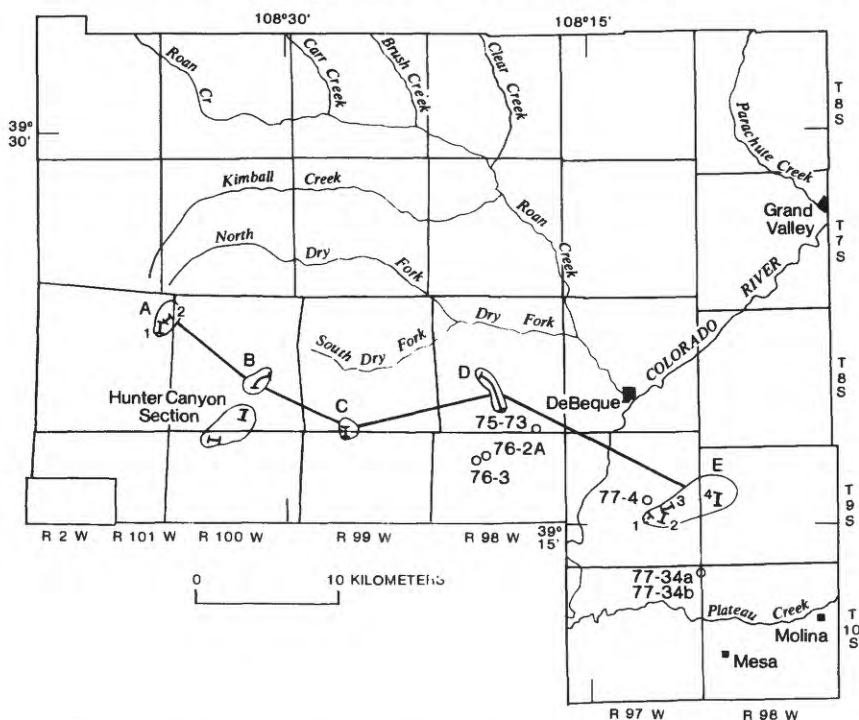 108°30'
108°15'
Roan
Cr
Carr Creek
Brush Creek
Clear Creek
Parachute Creek
T
8
S
39°
30'
Kimball Creek
Grand
Valley
North Dry Fork
Roan Creek
T
7
S
COLORADO RIVER
A
1
2
South Dry Fork
Dry Fork
B
D
DeBeque
T
8
S
Hunter Canyon
Section
C
75-73
76-2A
76-3
E
77-4
1
2
3
4
T
9
S
39°
15'
R 2 W
R 101 W
R 100 W
R 99 W
R 98 W
0
10 KILOMETERS
77-34a
77-34b
Plateau Creek
T
10
S
Molina
Mesa
R 97 W
R 98 W